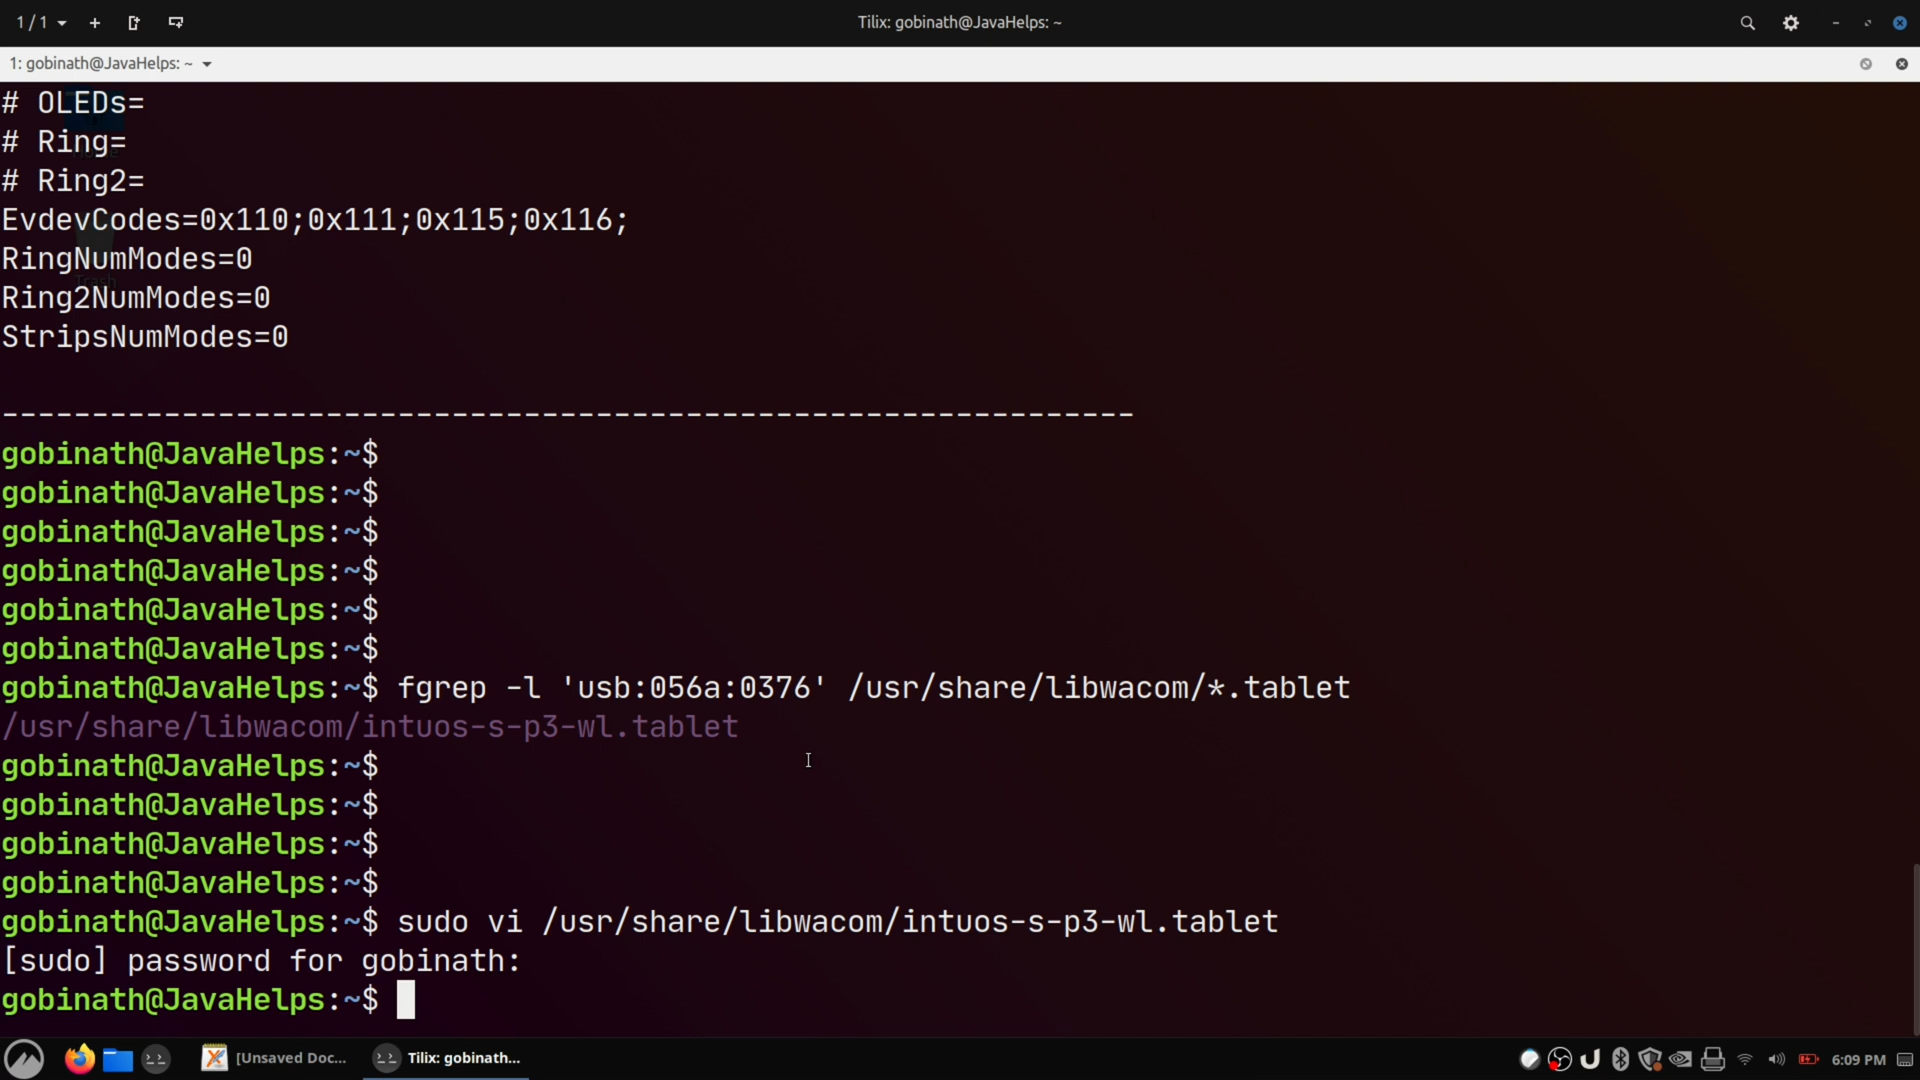 1 / 1
Tilix: gobinath@JavaHelps: ~
1: gobinath@JavaHelps: ~
# OLEDs=
# Ring=
# Ring2=
EvdevCodes=0x110;0x111;0x115;0x116;
RingNumModes=0
Ring2NumModes=0
StripsNumModes=0
---------------------------------------------------------------
gobinath@JavaHelps:~$
gobinath@JavaHelps:~$
gobinath@JavaHelps:~$
gobinath@JavaHelps:~$
gobinath@JavaHelps:~$
gobinath@JavaHelps:~$
gobinath@JavaHelps:~$ fgrep -l 'usb:056a:0376' /usr/share/libwacom/*.tablet
/usr/share/libwacom/intuos-s-p3-wl.tablet
gobinath@JavaHelps:~$
gobinath@JavaHelps:~$
gobinath@JavaHelps:~$
gobinath@JavaHelps:~$
gobinath@JavaHelps:~$ sudo vi /usr/share/libwacom/intuos-s-p3-wl.tablet
[sudo] password for gobinath:
gobinath@JavaHelps:~$
[Unsaved Doc...
Tilix: gobinath...
6:09 PM